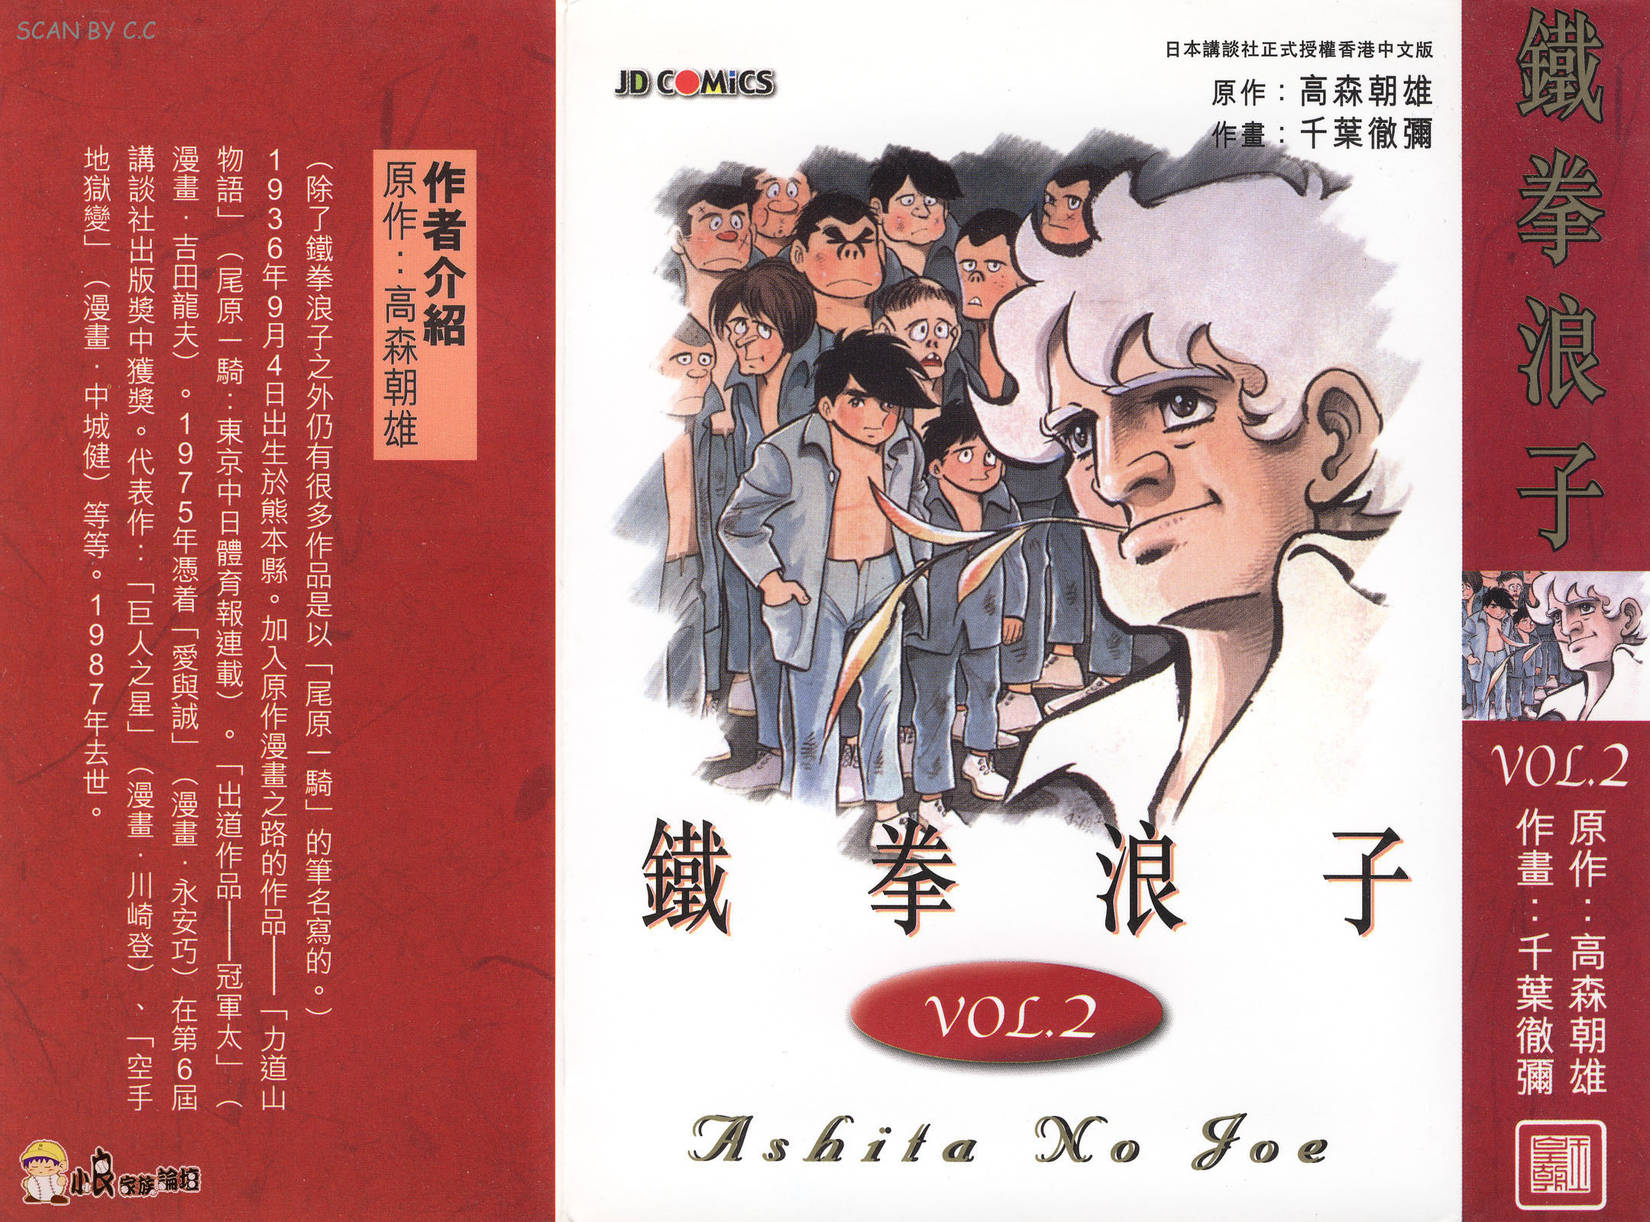 SCAN BY C.C
作者介紹
原作：高森朝雄
（除了鐵拳浪子之外仍有很多作品是以「尾原一騎」的筆名寫的。）
1936年9月4日出生於熊本縣。加入原作漫畫之路的作品——「力道山
物語」（尾原一騎：東京中日體育報連載）。「出道作品——冠軍太」（
漫畫．吉田龍夫）。1975年憑着「愛與誠」（漫畫．永安巧）在第6屆
講談社出版獎中獲獎。代表作：「巨人之星」（漫畫．川崎登）、「空手
地獄變」（漫畫．中城健）等等。1987年去世。
小良家族論壇
JD COMiCS
日本講談社正式授權香港中文版
原作：高森朝雄
作畫：千葉徹彌
鐵拳浪子
VOL.2
Ashita No Joe
鐵拳浪子
VOL.2
原作：高森朝雄
作畫：千葉徹彌